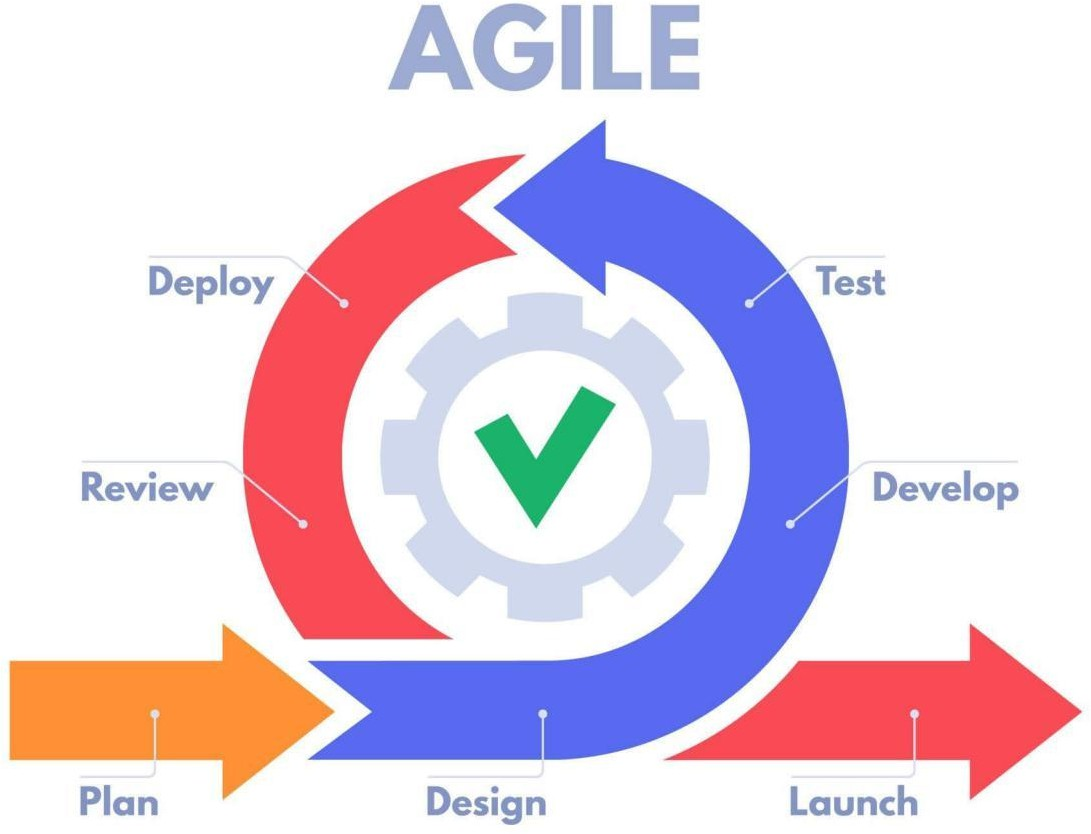 AGILE
Deploy
Test
Review
Develop
Plan
Design
Launch